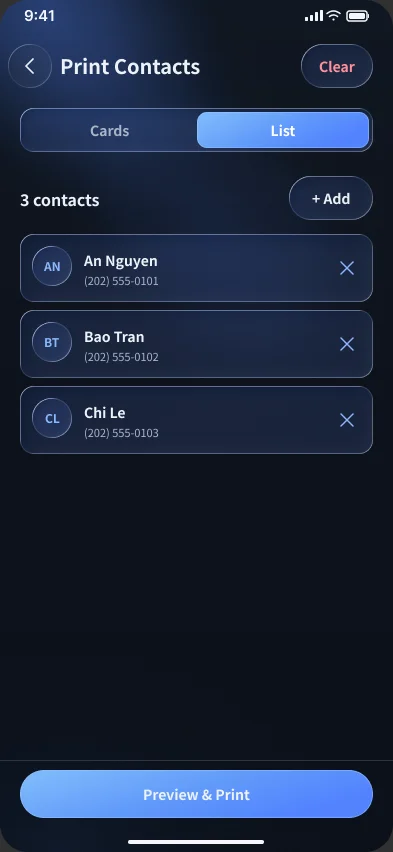 9:41
Print Contacts
Clear
Cards
List
3 contacts
+ Add
AN
An Nguyen
(202) 555-0101
BT
Bao Tran
(202) 555-0102
CL
Chi Le
(202) 555-0103
Preview & Print